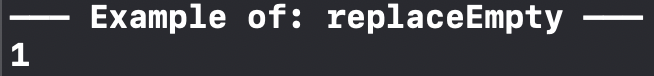 ——— Example of: replaceEmpty ———
1